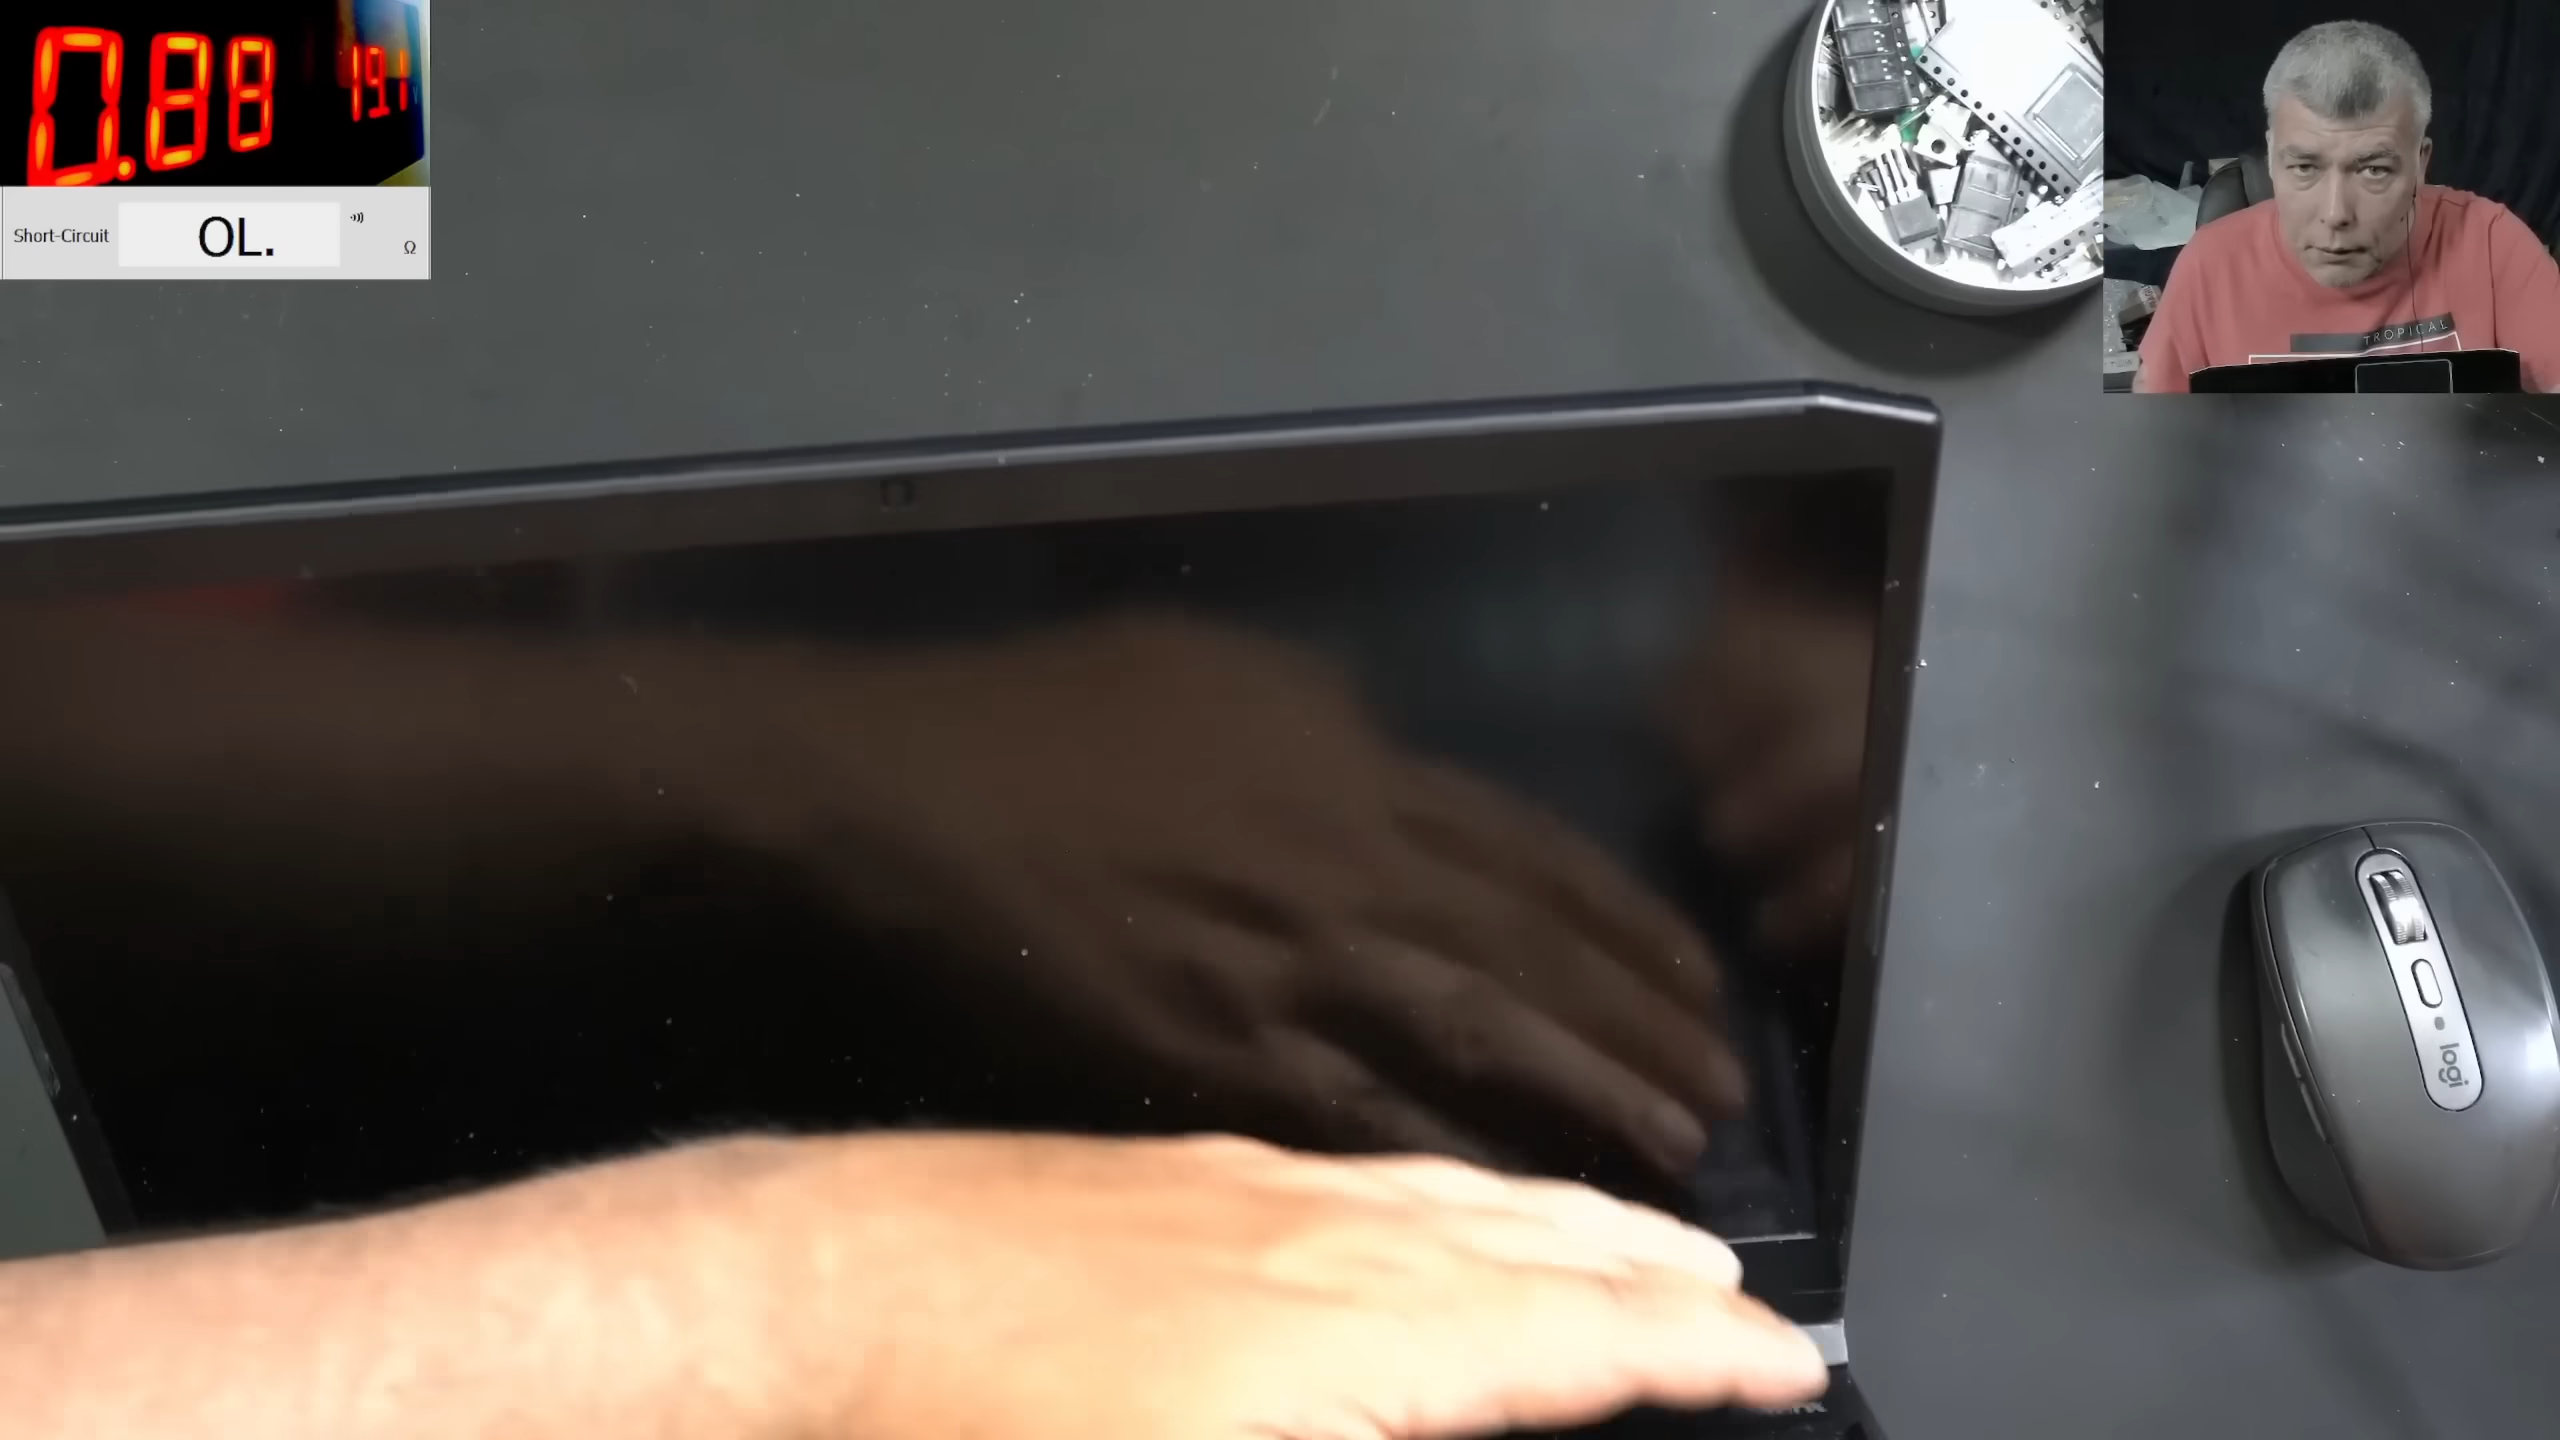 0.88
19.1
Short-Circuit
OL.
Ω
TROPICAL
logi